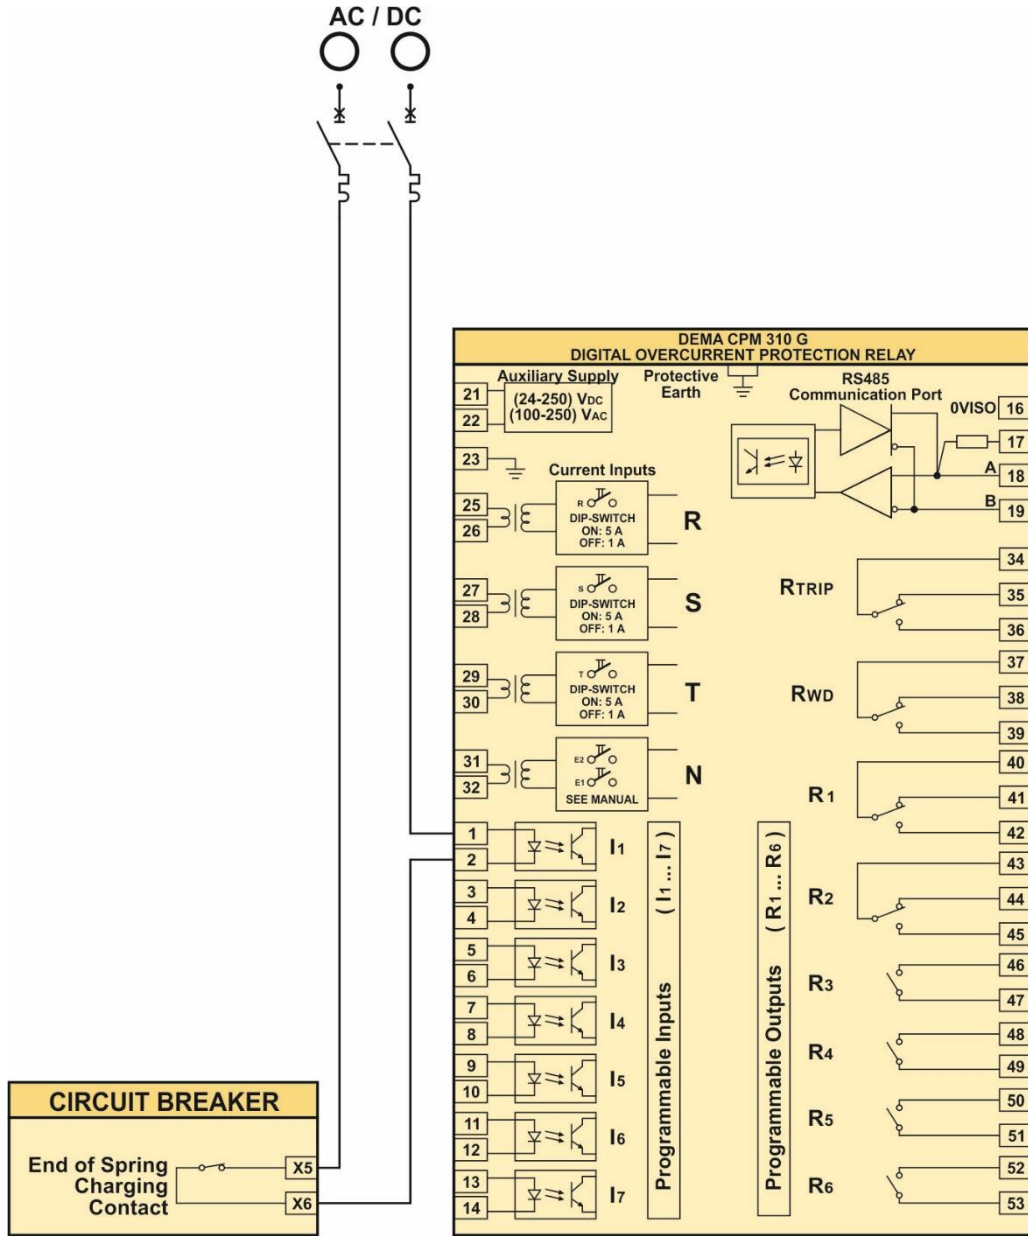 AC / DC
DEMA CPM 310 G
DIGITAL OVERCURRENT PROTECTION RELAY
Auxiliary Supply
21
22
(24-250) VDC
(100-250) VAC
Protective
Earth
RS485
Communication Port
0VISO
16
17
A
18
B
19
23
Current Inputs
25
26
R
DIP-SWITCH
ON: 5 A
OFF: 1 A
R
27
28
S
DIP-SWITCH
ON: 5 A
OFF: 1 A
S
29
30
T
DIP-SWITCH
ON: 5 A
OFF: 1 A
T
31
32
E2
E1
SEE MANUAL
N
RTRIP
34
35
36
RWD
37
38
39
R1
40
41
42
R2
43
44
45
R3
46
47
R4
48
49
R5
50
51
R6
52
53
1
2
I1
3
4
I2
5
6
I3
7
8
I4
9
10
I5
11
12
I6
13
14
I7
Programmable Inputs ( I1 ... I7 )
Programmable Outputs ( R1 ... R6 )
CIRCUIT BREAKER
End of Spring
Charging
Contact
X5
X6